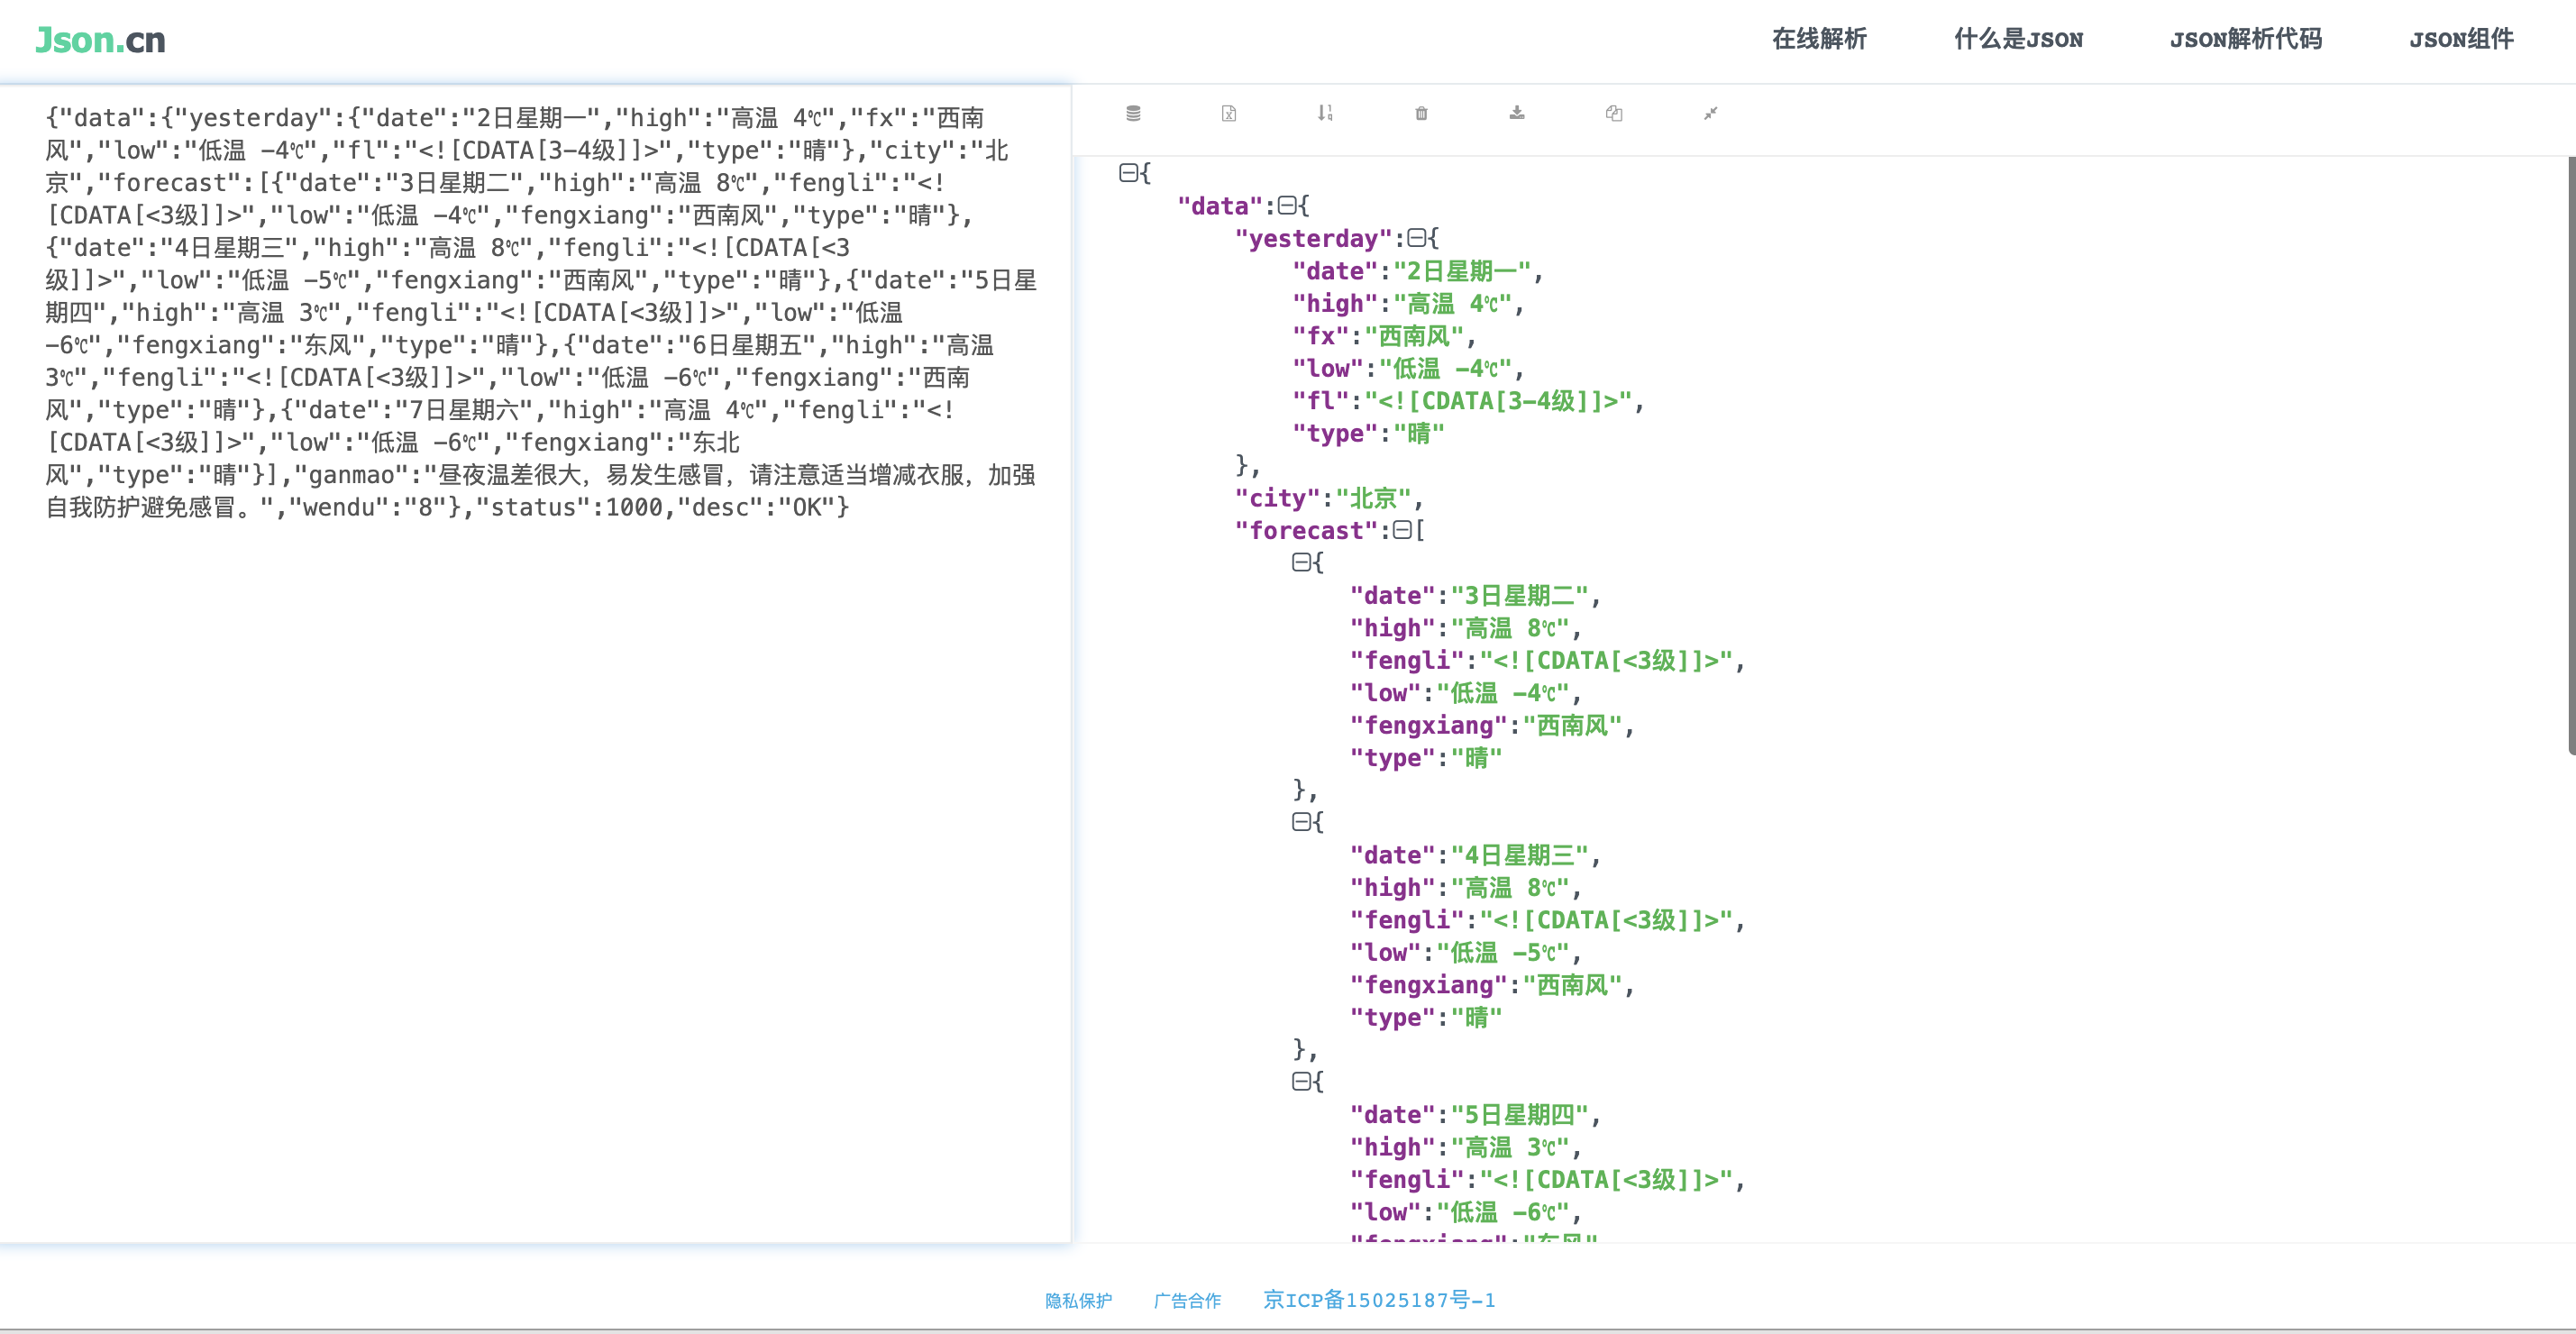 Json.cn
在线解析 什么是JSON JSON解析代码 JSON组件
{"data":{"yesterday":{"date":"2日星期一","high":"高温 4℃","fx":"西南
风","low":"低温 -4℃","fl":"<![CDATA[3-4级]]>","type":"晴"},"city":"北
京","forecast":[{"date":"3日星期二","high":"高温 8℃","fengli":"<!
[CDATA[<3级]]>","low":"低温 -4℃","fengxiang":"西南风","type":"晴"},
{"date":"4日星期三","high":"高温 8℃","fengli":"<![CDATA[<3
级]]>","low":"低温 -5℃","fengxiang":"西南风","type":"晴"},{"date":"5日星
期四","high":"高温 3℃","fengli":"<![CDATA[<3级]]>","low":"低温
-6℃","fengxiang":"东风","type":"晴"},{"date":"6日星期五","high":"高温
3℃","fengli":"<![CDATA[<3级]]>","low":"低温 -6℃","fengxiang":"西南
风","type":"晴"},{"date":"7日星期六","high":"高温 4℃","fengli":"<!
[CDATA[<3级]]>","low":"低温 -6℃","fengxiang":"东北
风","type":"晴"}],"ganmao":"昼夜温差很大，易发生感冒，请注意适当增减衣服，加强
自我防护避免感冒。","wendu":"8"},"status":1000,"desc":"OK"}
{
"data":{
"yesterday":{
"date":"2日星期一",
"high":"高温 4℃",
"fx":"西南风",
"low":"低温 -4℃",
"fl":"<![CDATA[3-4级]]>",
"type":"晴"
},
"city":"北京",
"forecast":[
{
"date":"3日星期二",
"high":"高温 8℃",
"fengli":"<![CDATA[<3级]]>",
"low":"低温 -4℃",
"fengxiang":"西南风",
"type":"晴"
},
{
"date":"4日星期三",
"high":"高温 8℃",
"fengli":"<![CDATA[<3级]]>",
"low":"低温 -5℃",
"fengxiang":"西南风",
"type":"晴"
},
{
"date":"5日星期四",
"high":"高温 3℃",
"fengli":"<![CDATA[<3级]]>",
"low":"低温 -6℃",
"fengxiang":"东风"
隐私保护 广告合作 京ICP备15025187号-1